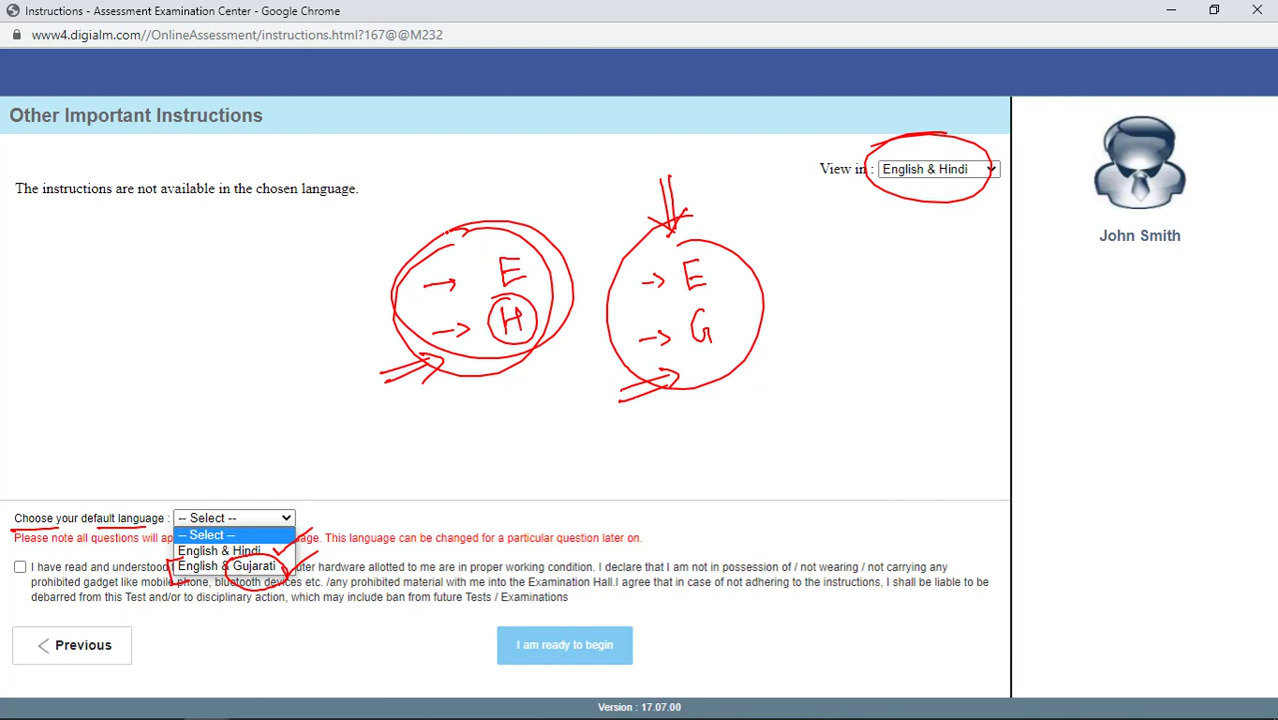 Instructions - Assessment Examination Center - Google Chrome
www4.digialm.com//OnlineAssessment/instructions.html?167@@M232
Other Important Instructions
View in : English & Hindi
The instructions are not available in the chosen language.
John Smith
E
H
E
G
Choose your default language : -- Select --
-- Select --
Please note all questions will ap
age. This language can be changed for a particular question later on.
English & Hindi
English & Gujarati
I have read and understood
uter hardware allotted to me are in proper working condition. I declare that I am not in possession of / not wearing / not carrying any
prohibited gadget like mobile phone, bluetooth devices etc. /any prohibited material with me into the Examination Hall.I agree that in case of not adhering to the instructions, I shall be liable to be
debarred from this Test and/or to disciplinary action, which may include ban from future Tests / Examinations
Previous
I am ready to begin
Version : 17.07.00